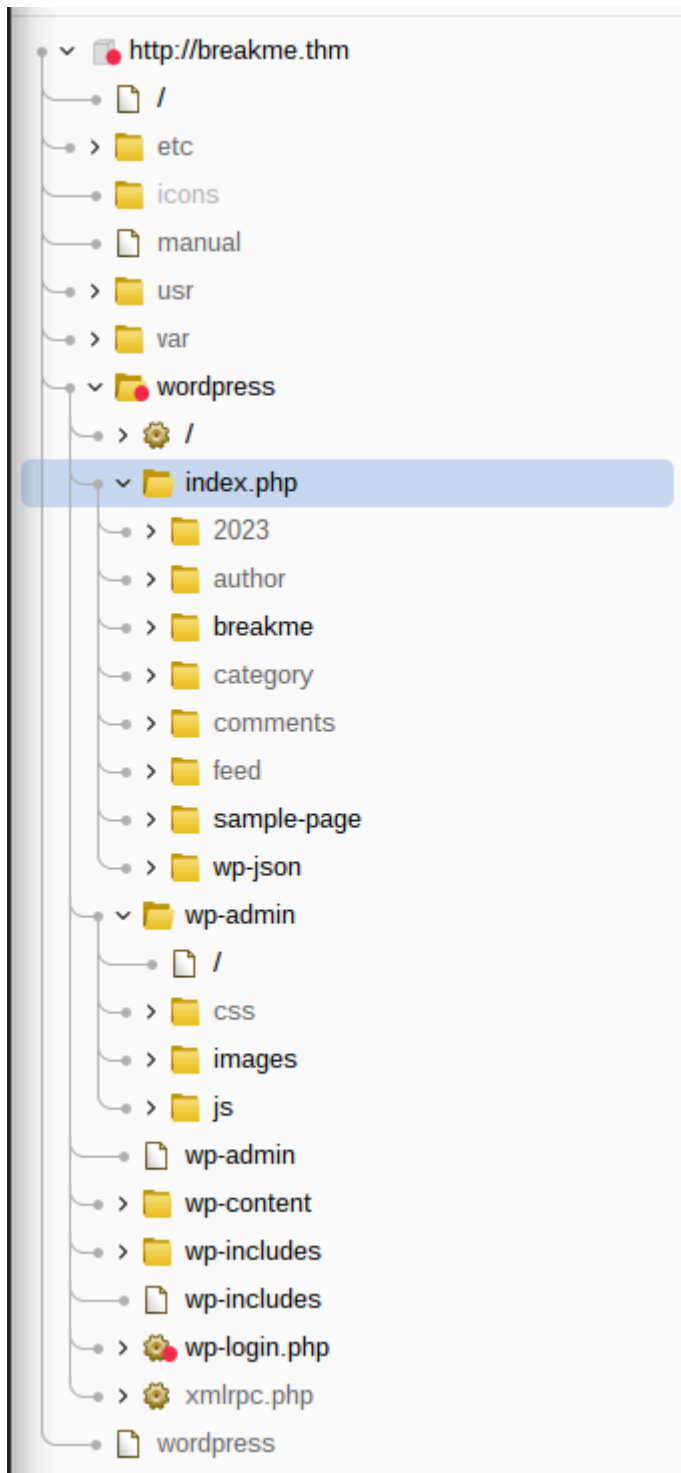 http://breakme.thm
/
etc
icons
manual
usr
var
wordpress
/
index.php
2023
author
breakme
category
comments
feed
sample-page
wp-json
wp-admin
/
css
images
js
wp-admin
wp-content
wp-includes
wp-includes
wp-login.php
xmlrpc.php
wordpress